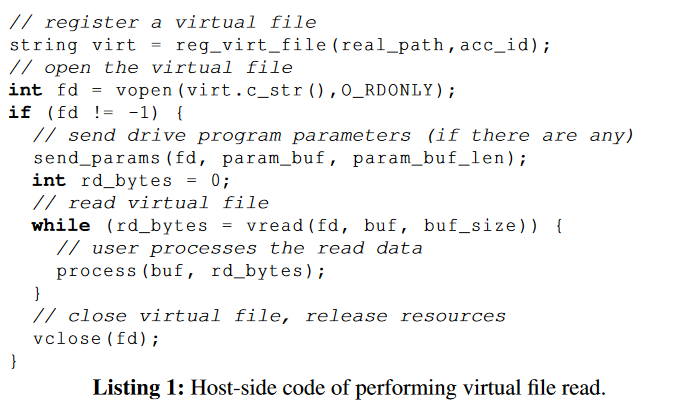 // register a virtual file
string virt = reg_virt_file(real_path,acc_id);
// open the virtual file
int fd = vopen(virt.c_str(),O_RDONLY);
if (fd != -1) {
  // send drive program parameters (if there are any)
  send_params(fd, param_buf, param_buf_len);
  int rd_bytes = 0;
  // read virtual file
  while (rd_bytes = vread(fd, buf, buf_size)) {
    // user processes the read data
    process(buf, rd_bytes);
  }
  // close virtual file, release resources
  vclose(fd);
}
Listing 1: Host-side code of performing virtual file read.